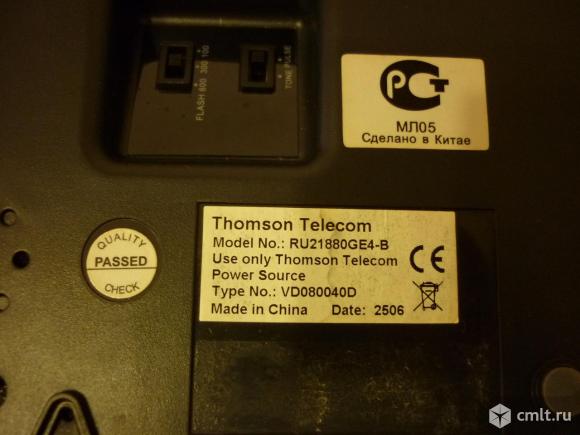 FLASH 600 300 100
TONE PULSE
РСТ
МЛ05
Сделано в Китае
QUALITY
PASSED
CHECK
Thomson Telecom
Model No.: RU21880GE4-B
Use only Thomson Telecom
Power Source
Type No.: VD080040D
Made in China Date: 2506
CE
cmlt.ru